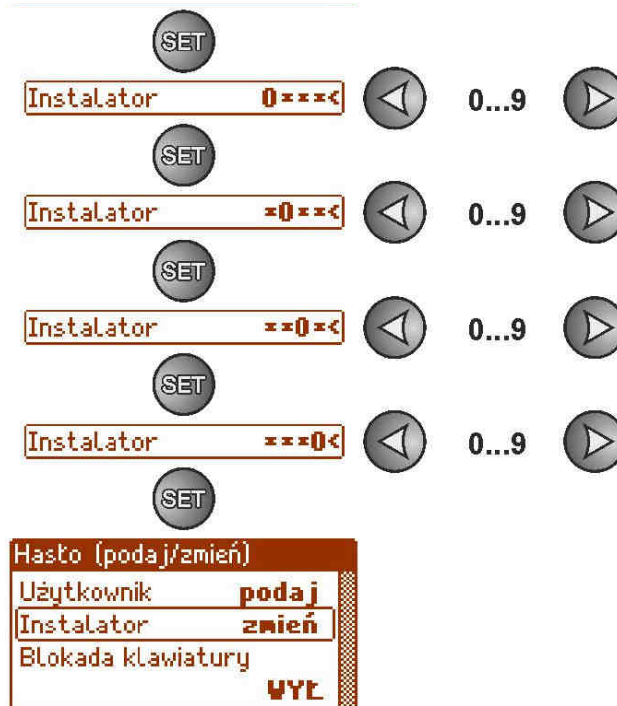 SET
Instalator 0***< 0...9
SET
Instalator *0**< 0...9
SET
Instalator **0*< 0...9
SET
Instalator ***0< 0...9
SET
Hasło (podaj/zmień)
Użytkownik podaj
Instalator zmień
Blokada klawiatury
WYŁ